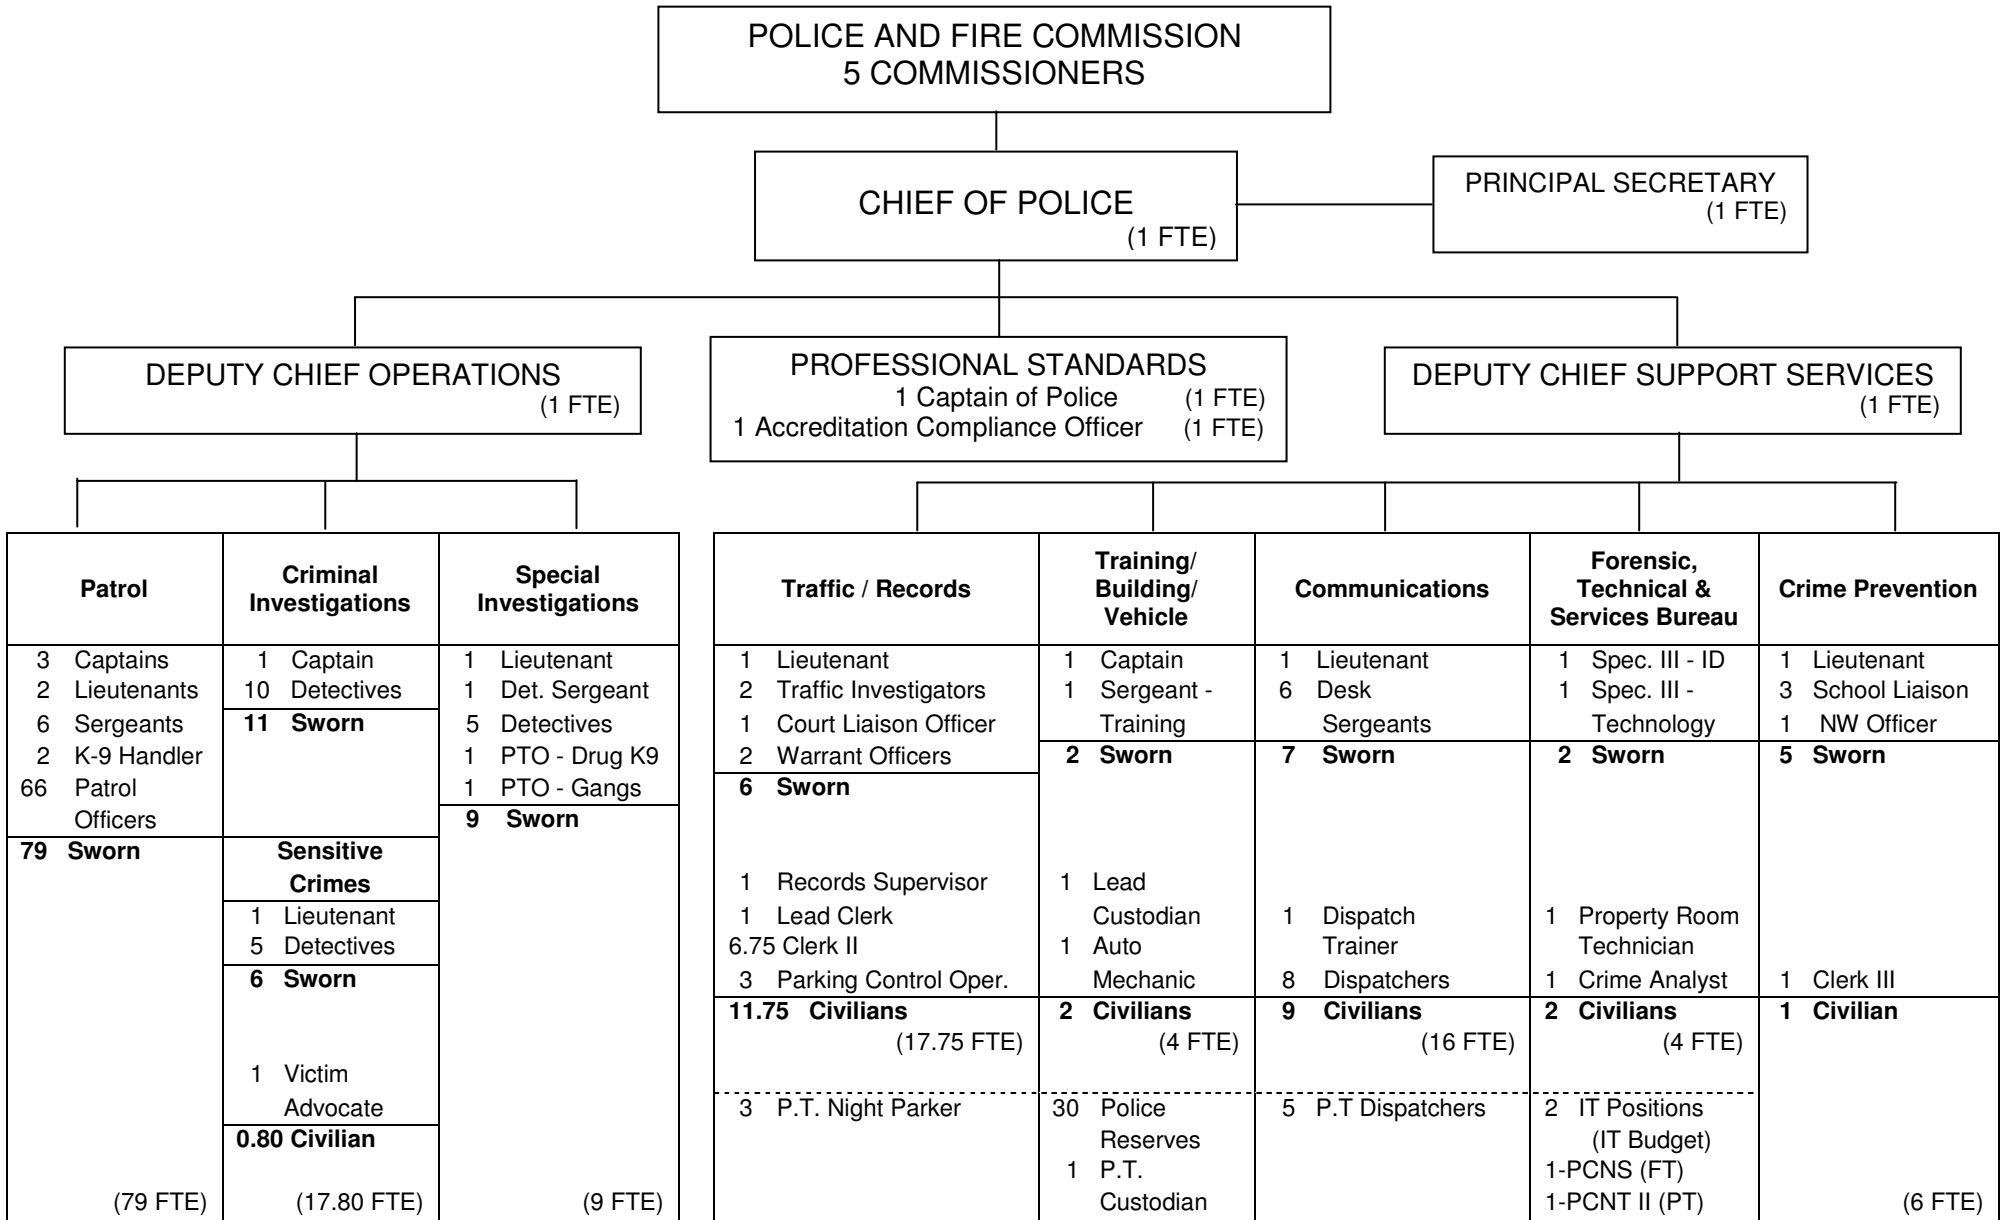 POLICE AND FIRE COMMISSION
5 COMMISSIONERS
CHIEF OF POLICE
(1 FTE)
PRINCIPAL SECRETARY
(1 FTE)
DEPUTY CHIEF OPERATIONS
(1 FTE)
PROFESSIONAL STANDARDS
1 Captain of Police (1 FTE)
1 Accreditation Compliance Officer (1 FTE)
DEPUTY CHIEF SUPPORT SERVICES
(1 FTE)
Patrol
3 Captains
2 Lieutenants
6 Sergeants
2 K-9 Handler
66 Patrol
Officers
79 Sworn
(79 FTE)
Criminal
Investigations
1 Captain
10 Detectives
11 Sworn
Sensitive
Crimes
1 Lieutenant
5 Detectives
6 Sworn
1 Victim
Advocate
0.80 Civilian
(17.80 FTE)
Special
Investigations
1 Lieutenant
1 Det. Sergeant
5 Detectives
1 PTO - Drug K9
1 PTO - Gangs
9 Sworn
(9 FTE)
Traffic / Records
1 Lieutenant
2 Traffic Investigators
1 Court Liaison Officer
2 Warrant Officers
6 Sworn
1 Records Supervisor
1 Lead Clerk
6.75 Clerk II
3 Parking Control Oper.
11.75 Civilians
(17.75 FTE)
3 P.T. Night Parker
Training/
Building/
Vehicle
1 Captain
1 Sergeant -
Training
2 Sworn
1 Lead
Custodian
1 Auto
Mechanic
2 Civilians
(4 FTE)
30 Police
Reserves
1 P.T.
Custodian
Communications
1 Lieutenant
6 Desk
Sergeants
7 Sworn
1 Dispatch
Trainer
8 Dispatchers
9 Civilians
(16 FTE)
5 P.T Dispatchers
Forensic,
Technical &
Services Bureau
1 Spec. III - ID
1 Spec. III -
Technology
2 Sworn
1 Property Room
Technician
1 Crime Analyst
2 Civilians
(4 FTE)
2 IT Positions
(IT Budget)
1-PCNS (FT)
1-PCNT II (PT)
Crime Prevention
1 Lieutenant
3 School Liaison
1 NW Officer
5 Sworn
1 Clerk III
1 Civilian
(6 FTE)